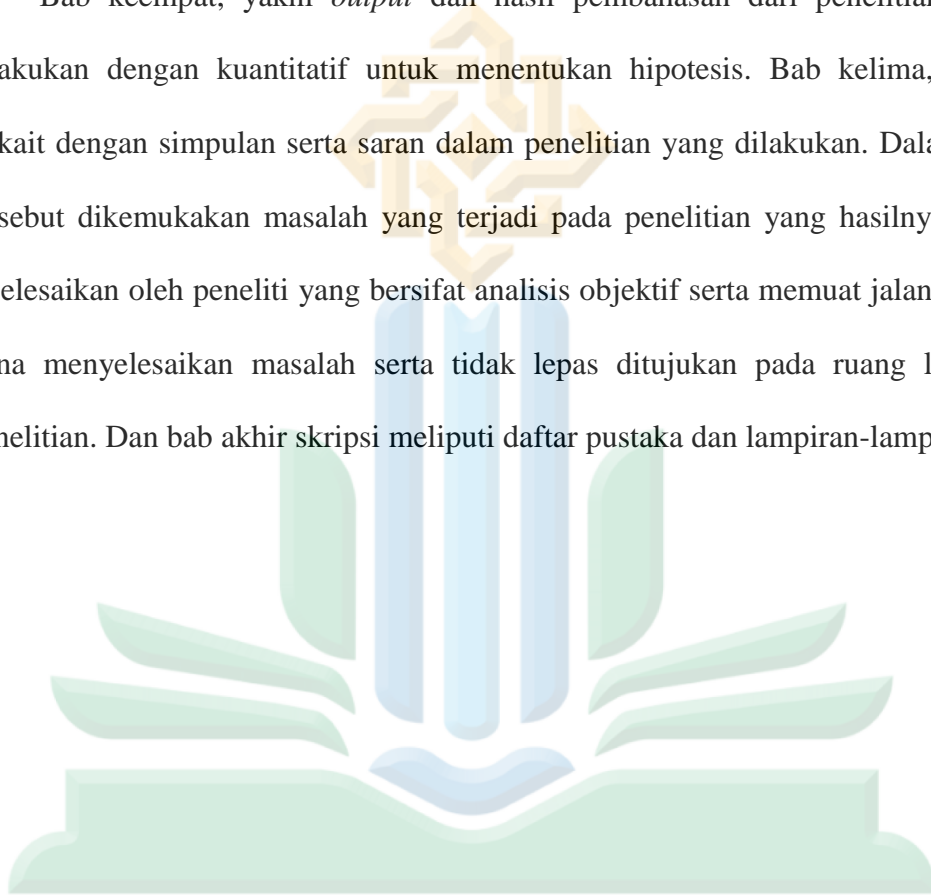 Bab keempat, yakni output dan hasil pembahasan dari penelitian
akukan dengan kuantitatif untuk menentukan hipotesis. Bab kelima,
kait dengan simpulan serta saran dalam penelitian yang dilakukan. Dala
sebut dikemukakan masalah yang terjadi pada penelitian yang hasilny
elesaikan oleh peneliti yang bersifat analisis objektif serta memuat jalan
na menyelesaikan masalah serta tidak lepas ditujukan pada ruang l
nelitian. Dan bab akhir skripsi meliputi daftar pustaka dan lampiran-lamp